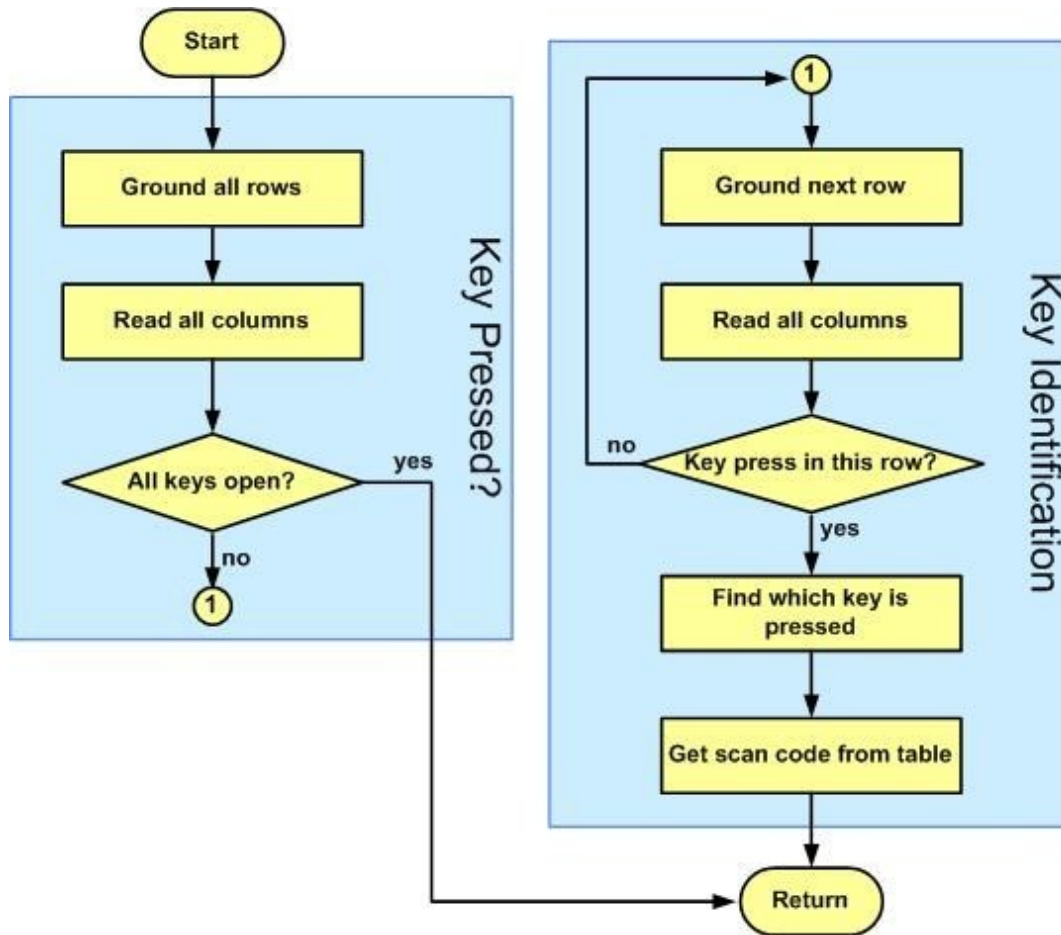 Start
Ground all rows
Read all columns
All keys open?
yes
no
1
Key Pressed?
1
Ground next row
Read all columns
Key press in this row?
no
yes
Find which key is
pressed
Get scan code from table
Key Identification
Return